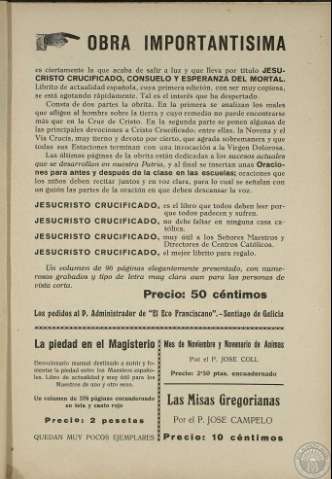 OBRA IMPORTANTISIMA
es ciertamente la que acaba de salir a luz y que lleva por título JESU-
CRISTO CRUCIFICADO, CONSUELO Y ESPERANZA DEL MORTAL.
Librito de actualidad española, cuya primera edición, con ser muy copiosa,
se está agotando rápidamente. Tal es el interés que ha despertado.
Consta de dos partes la obrita. En la primera se analizan los males
que afligen al hombre sobre la tierra y cuyo remedio no puede encontrarse
más que en la Cruz de Cristo. En la segunda parte se ponen algunas de
las principales devociones a Cristo Crucificado: entre ellas, la Novena y el
Vía Crucis, muy tierno y devoto por cierto, que agrada sobremanera y que
todas sus Estaciones terminan con una invocación a la Virgen Dolorosa.
Las últimas páginas de la obrita están dedicadas a los sucesos actuales
que se desarrollan en nuestra Patria, y al final se insertan unas Oracio-
nes para antes y después de la clase en las escuelas; oraciones que
los niños deben recitar juntos y en voz clara, para lo cual se señalan con
un guión las partes de la oración en que deben descansar la voz.
JESUCRISTO CRUCIFICADO, es el libro que todos deben leer por-
que todos padecen y sufren.
JESUCRISTO CRUCIFICADO, no debe faltar en ninguna casa ca-
tólica.
JESUCRISTO CRUCIFICADO, muy útil a los Señores Maestros y
Directores de Centros Católicos.
JESUCRISTO CRUCIFICADO, el mejor librito para regalo.
Un volumen de 96 páginas elegantemente presentado, con nume-
rosos grabados y tipo de letra muy clara aun para las personas de
vista corta.
Precio: 50 céntimos
Los pedidos al P. Administrador de "El Eco Franciscano".-Santiago de Galicia
La piedad en el Magisterio
Devocionario manual destinado a nutrir y fo-
mentar la piedad entre los Maestros españo-
les. Libro de actualidad y muy útil para los
Maestros de uno y otro sexo.
Un volumen de 376 páginas encuadernado
en tela y canto rojo
Precio: 2 pesetas
QUEDAN MUY POCOS EJEMPLARES
Mes de Noviembre y Novenario de Animas
Por el P. JOSE COLL
Precio: 2'50 ptas. encuadernado
Las Misas Gregorianas
Por el P. JOSE CAMPELO
Precio: 10 céntimos